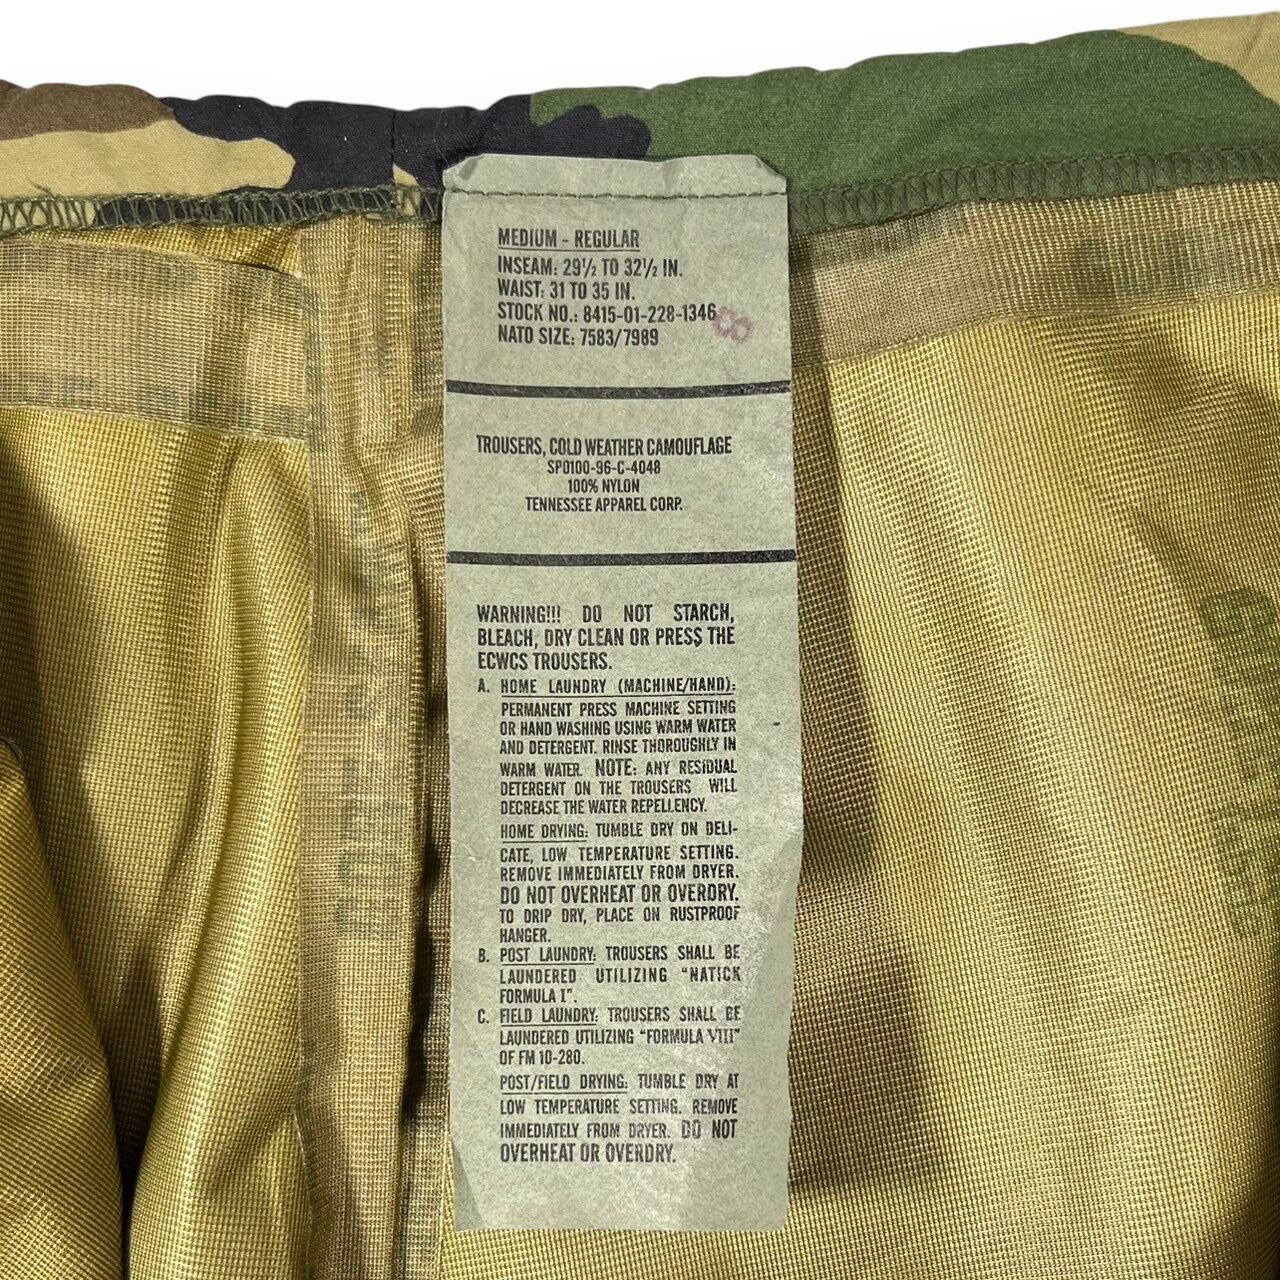 MEDIUM - REGULAR
INSEAM: 29½ TO 32½ IN.
WAIST: 31 TO 35 IN.
STOCK NO.: 8415-01-228-1346
8
NATO SIZE: 7583/7989
TROUSERS, COLD WEATHER CAMOUFLAGE
SPO100-96-C-4048
100% NYLON
TENNESSEE APPAREL CORP.
WARNING!!! DO NOT STARCH,
BLEACH, DRY CLEAN OR PRESS THE
ECWCS TROUSERS.
A. HOME LAUNDRY (MACHINE/HAND):
PERMANENT PRESS MACHINE SETTING
OR HAND WASHING USING WARM WATER
AND DETERGENT. RINSE THOROUGHLY IN
WARM WATER. NOTE: ANY RESIDUAL
DETERGENT ON THE TROUSERS WILL
DECREASE THE WATER REPELLENCY.
HOME DRYING: TUMBLE DRY ON DELI-
CATE, LOW TEMPERATURE SETTING.
REMOVE IMMEDIATELY FROM DRYER.
DO NOT OVERHEAT OR OVERDRY.
TO DRIP DRY, PLACE ON RUSTPROOF
HANGER.
B. POST LAUNDRY: TROUSERS SHALL BE
LAUNDERED UTILIZING "NATICK
FORMULA I".
C. FIELD LAUNDRY: TROUSERS SHALL BE
LAUNDERED UTILIZING "FORMULA VIII"
OF FM 10-280.
POST/FIELD DRYING: TUMBLE DRY AT
LOW TEMPERATURE SETTING. REMOVE
IMMEDIATELY FROM DRYER. DO NOT
OVERHEAT OR OVERDRY.